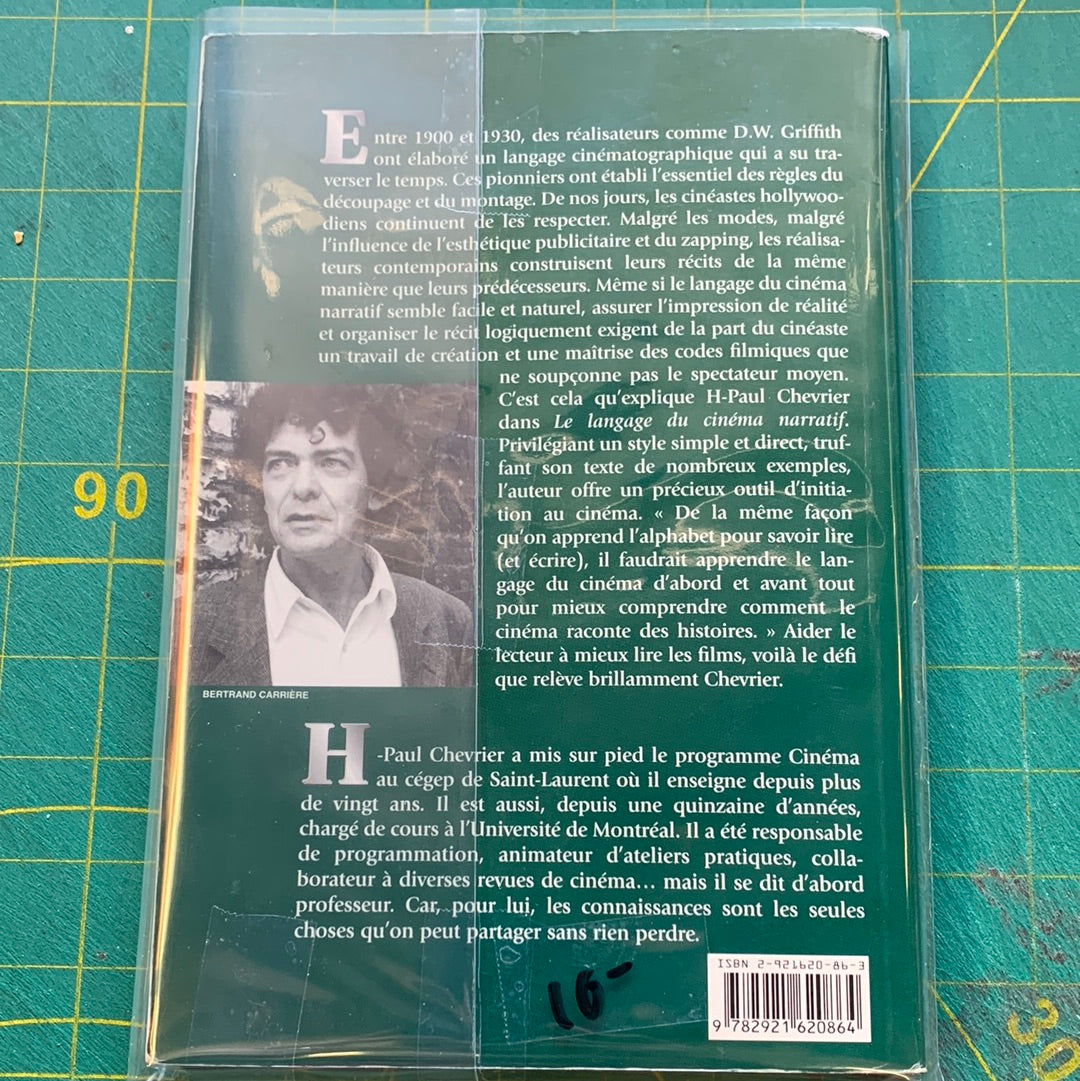 Entre 1900 et 1930, des réalisateurs comme D.W. Griffith
ont élaboré un langage cinématographique qui a su tra-
verser le temps. Ces pionniers ont établi l'essentiel des règles du
découpage et du montage. De nos jours, les cinéastes hollywoo-
diens continuent de les respecter. Malgré les modes, malgré
l'influence de l'esthétique publicitaire et du zapping, les réalisa-
teurs contemporains construisent leurs récits de la même
manière que leurs prédécesseurs. Même si le langage du cinéma
narratif semble facile et naturel, assurer l'impression de réalité
et organiser le récit logiquement exigent de la part du cinéaste
un travail de création et une maîtrise des codes filmiques que
ne soupçonne pas le spectateur moyen.
C'est cela qu'explique H-Paul Chevrier
dans Le langage du cinéma narratif.
Privilégiant un style simple et direct, truf-
fant son texte de nombreux exemples,
l'auteur offre un précieux outil d'initia-
tion au cinéma. « De la même façon
qu'on apprend l'alphabet pour savoir lire
(et écrire), il faudrait apprendre le lan-
gage du cinéma d'abord et avant tout
pour mieux comprendre comment le
cinéma raconte des histoires. » Aider le
lecteur à mieux lire les films, voilà le défi
que relève brillamment Chevrier.
BERTRAND CARRIÈRE
H-Paul Chevrier a mis sur pied le programme Cinéma
au cégep de Saint-Laurent où il enseigne depuis plus
de vingt ans. Il est aussi, depuis une quinzaine d'années,
chargé de cours à l'Université de Montréal. Il a été responsable
de programmation, animateur d'ateliers pratiques, colla-
borateur à diverses revues de cinéma… mais il se dit d'abord
professeur. Car, pour lui, les connaissances sont les seules
choses qu'on peut partager sans rien perdre.
16-
ISBN 2-921620-86-3
9 782921 620864
90
30